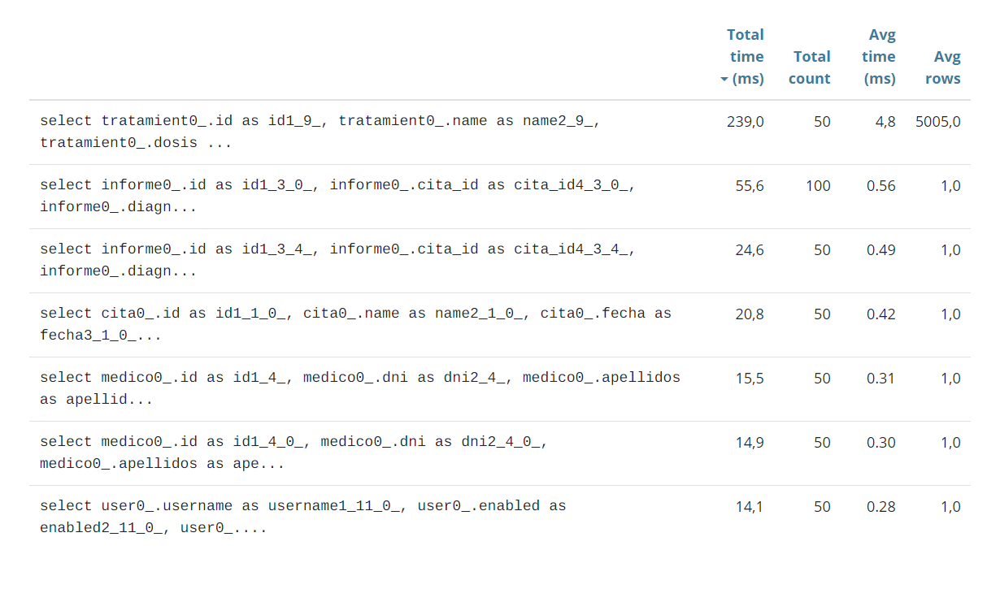 Total time (ms) Total count Avg time (ms) Avg rows
select tratamient0_.id as id1_9_, tratamient0_.name as name2_9_, 239,0 50 4,8 5005,0
tratamient0_.dosis ...
select informe0_.id as id1_3_0_, informe0_.cita_id as cita_id4_3_0_, 55,6 100 0.56 1,0
informe0_.diagn...
select informe0_.id as id1_3_4_, informe0_.cita_id as cita_id4_3_4_, 24,6 50 0.49 1,0
informe0_.diagn...
select cita0_.id as id1_1_0_, cita0_.name as name2_1_0_, cita0_.fecha as 20,8 50 0.42 1,0
fecha3_1_0_...
select medico0_.id as id1_4_, medico0_.dni as dni2_4_, medico0_.apellidos 15,5 50 0.31 1,0
as apellid...
select medico0_.id as id1_4_0_, medico0_.dni as dni2_4_0_, 14,9 50 0.30 1,0
medico0_.apellidos as ape...
select user0_.username as username1_11_0_, user0_.enabled as 14,1 50 0.28 1,0
enabled2_11_0_, user0_....